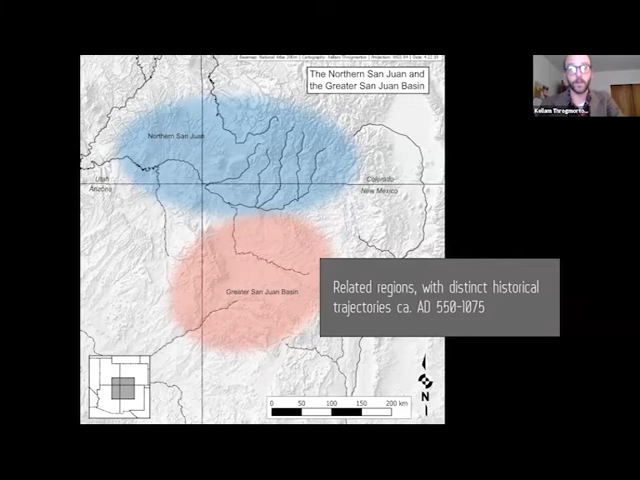 Kellam Throgmorto...
The Northern San Juan and
the Greater San Juan Basin
Northern San Juan
Utah
Arizona
Colorado
New Mexico
Greater San Juan Basin
Related regions, with distinct historical
trajectories ca. AD 550-1075
N
0 50 100 150 200 km